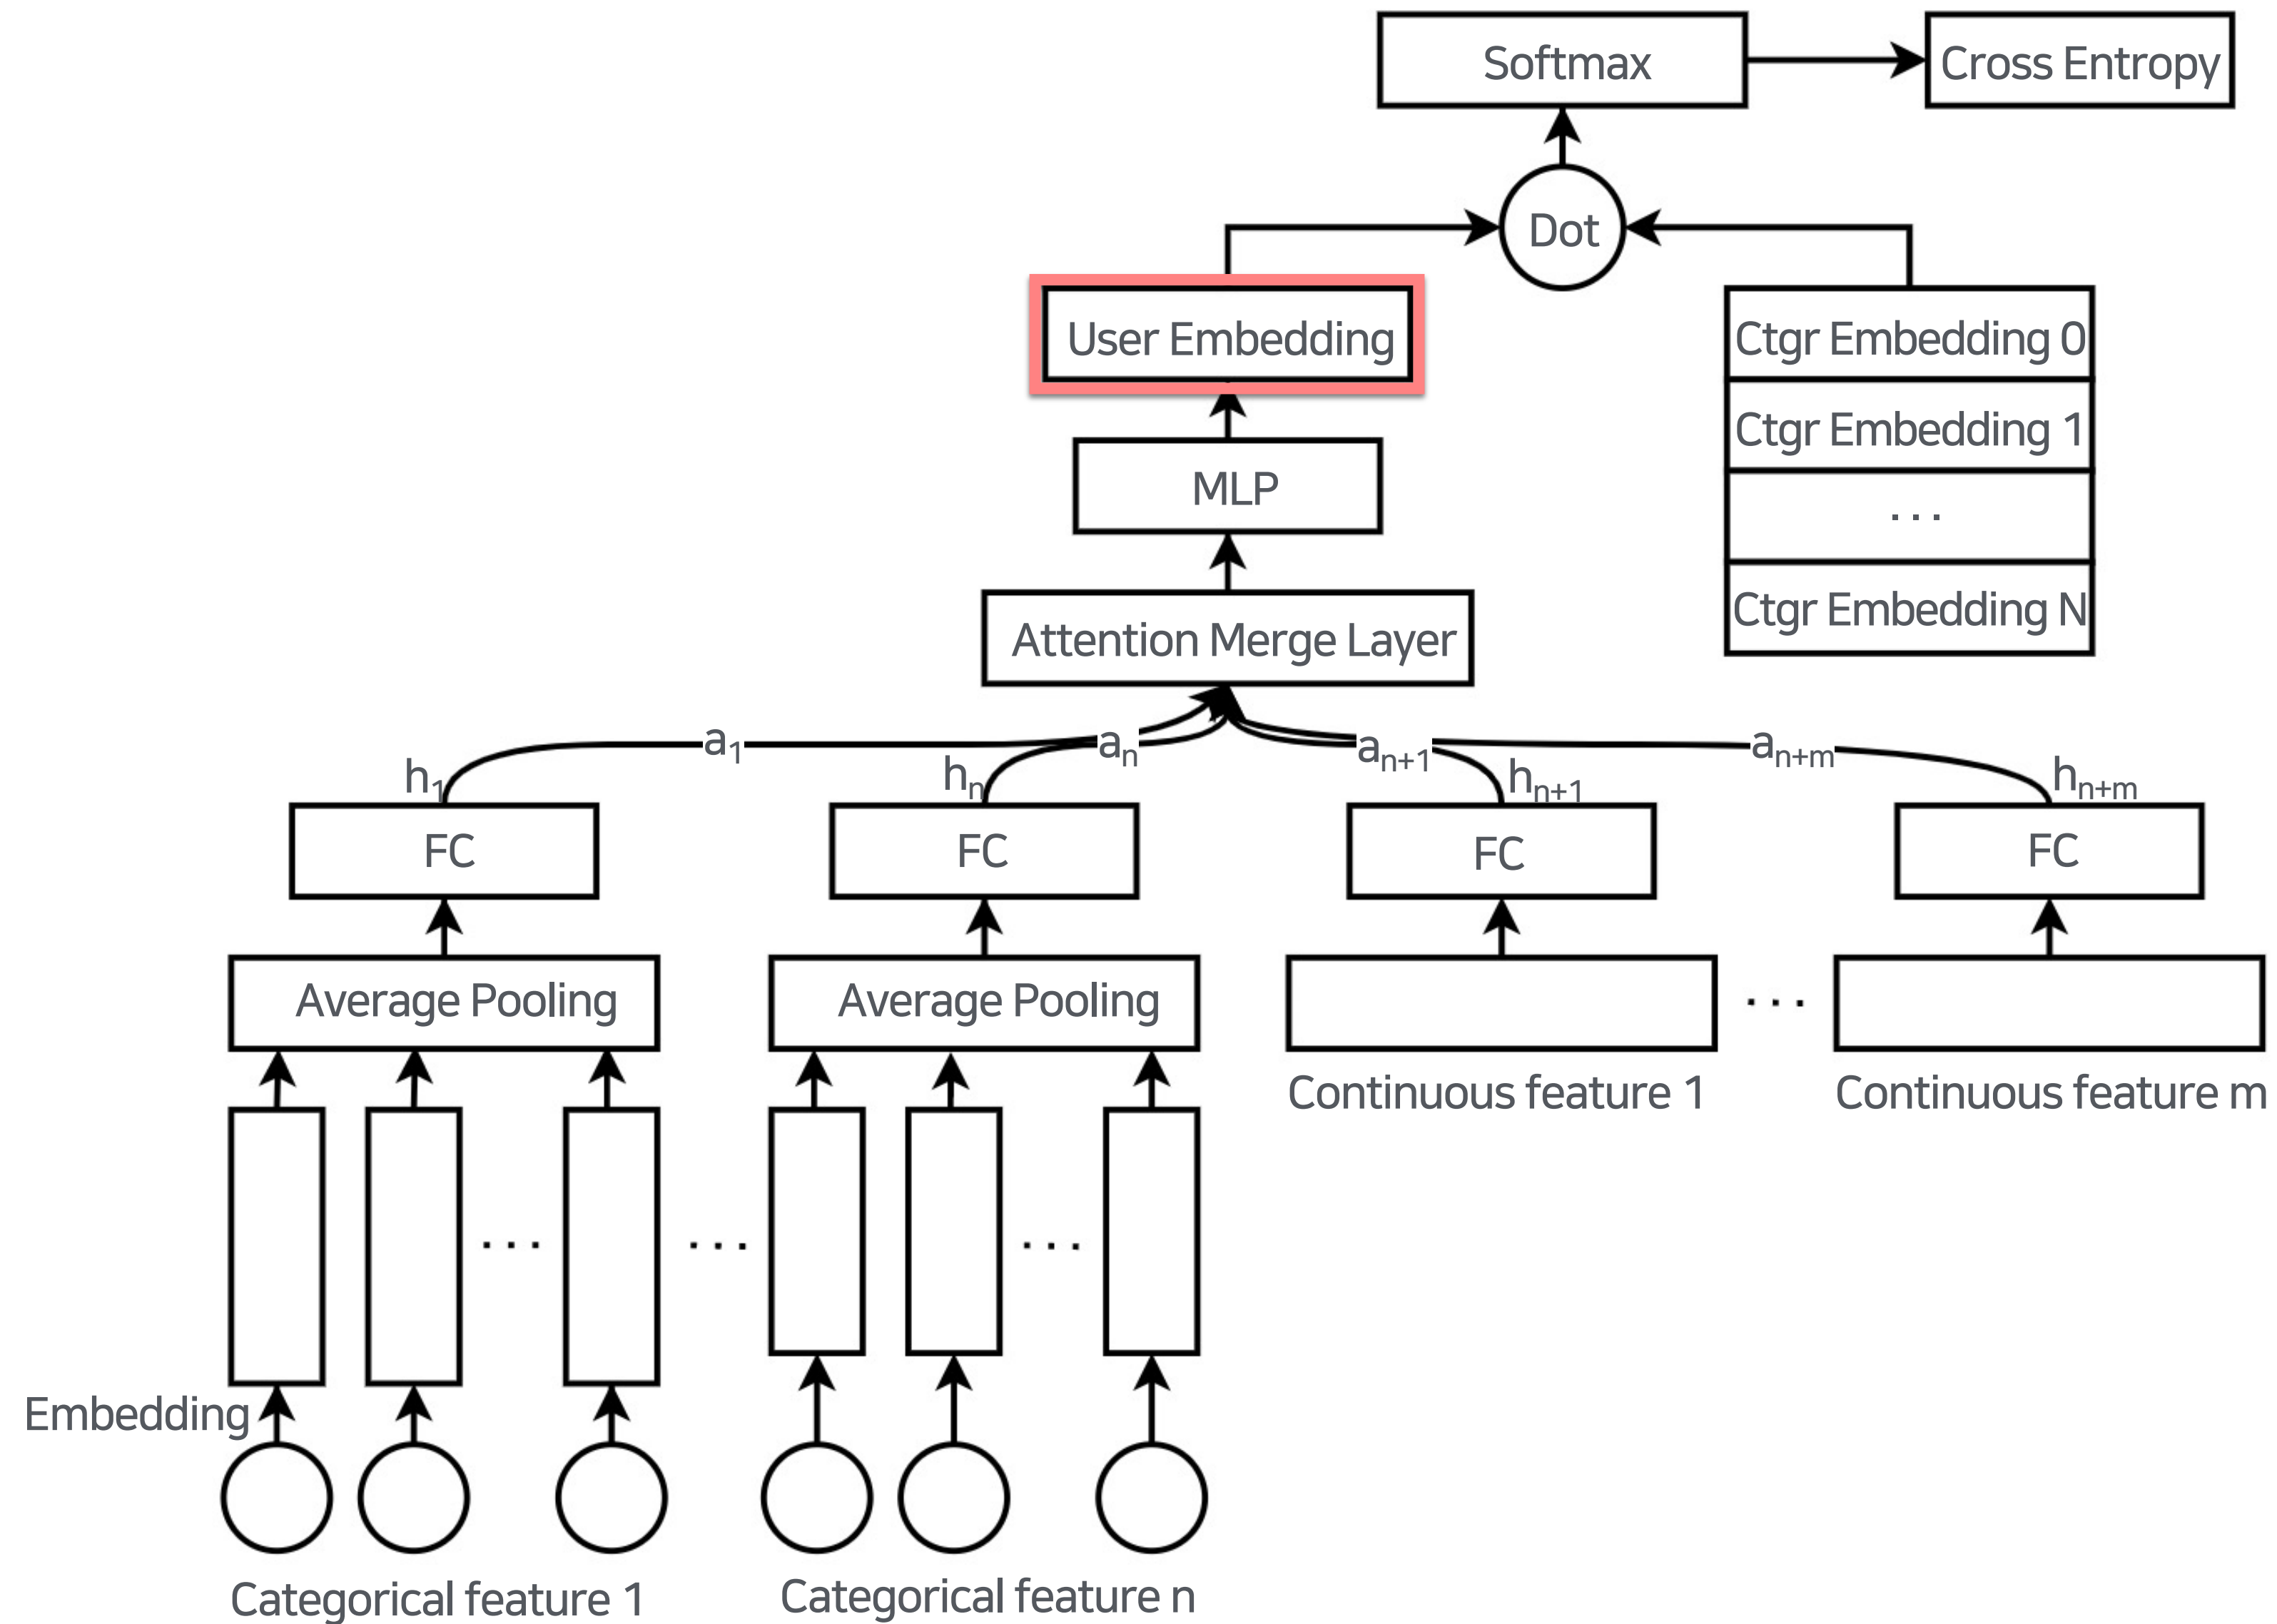 Softmax
Cross Entropy
Dot
User Embedding
Ctgr Embedding 0
Ctgr Embedding 1
...
Ctgr Embedding N
MLP
Attention Merge Layer
a1
an
an+1
an+m
h1
hn
hn+1
hn+m
FC
FC
FC
FC
Average Pooling
Average Pooling
...
Continuous feature 1
Continuous feature m
...
...
...
Embedding
Categorical feature 1
Categorical feature n